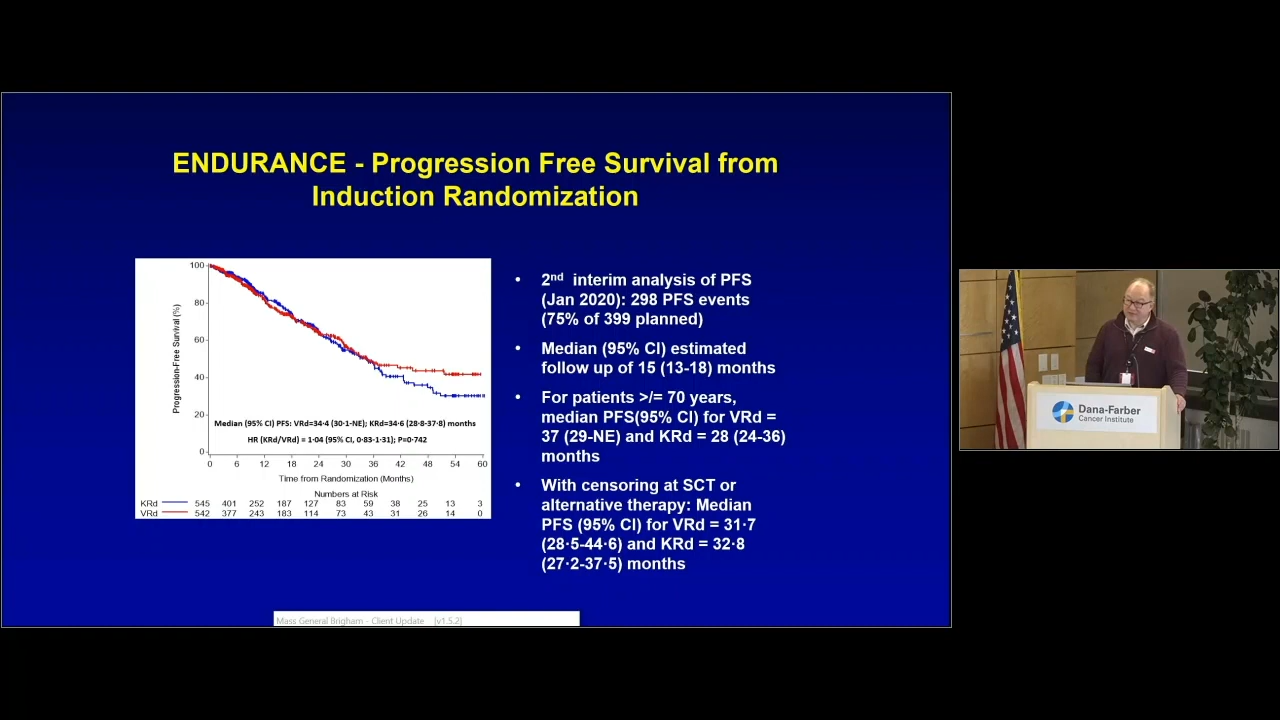 ENDURANCE - Progression Free Survival from
Induction Randomization
100
80
60
40
20
0
Progression-Free Survival (%)
Median (95% CI) PFS: VRd=34·4 (30·1-NE); KRd=34·6 (28·8-37·8) months
HR (KRd/VRd) = 1·04 (95% CI, 0·83-1·31); P=0·742
0 6 12 18 24 30 36 42 48 54 60
Time from Randomization (Months)
Numbers at Risk
KRd 545 401 252 187 127 83 59 38 25 13 3
VRd 542 377 243 183 114 73 43 31 26 14 0
• 2nd interim analysis of PFS
(Jan 2020): 298 PFS events
(75% of 399 planned)
• Median (95% CI) estimated
follow up of 15 (13-18) months
• For patients >/= 70 years,
median PFS(95% CI) for VRd =
37 (29-NE) and KRd = 28 (24-36)
months
• With censoring at SCT or
alternative therapy: Median
PFS (95% CI) for VRd = 31·7
(28·5-44·6) and KRd = 32·8
(27·2-37·5) months
Mass General Brigham - Client Update [v1.5.2]
Dana-Farber
Cancer Institute